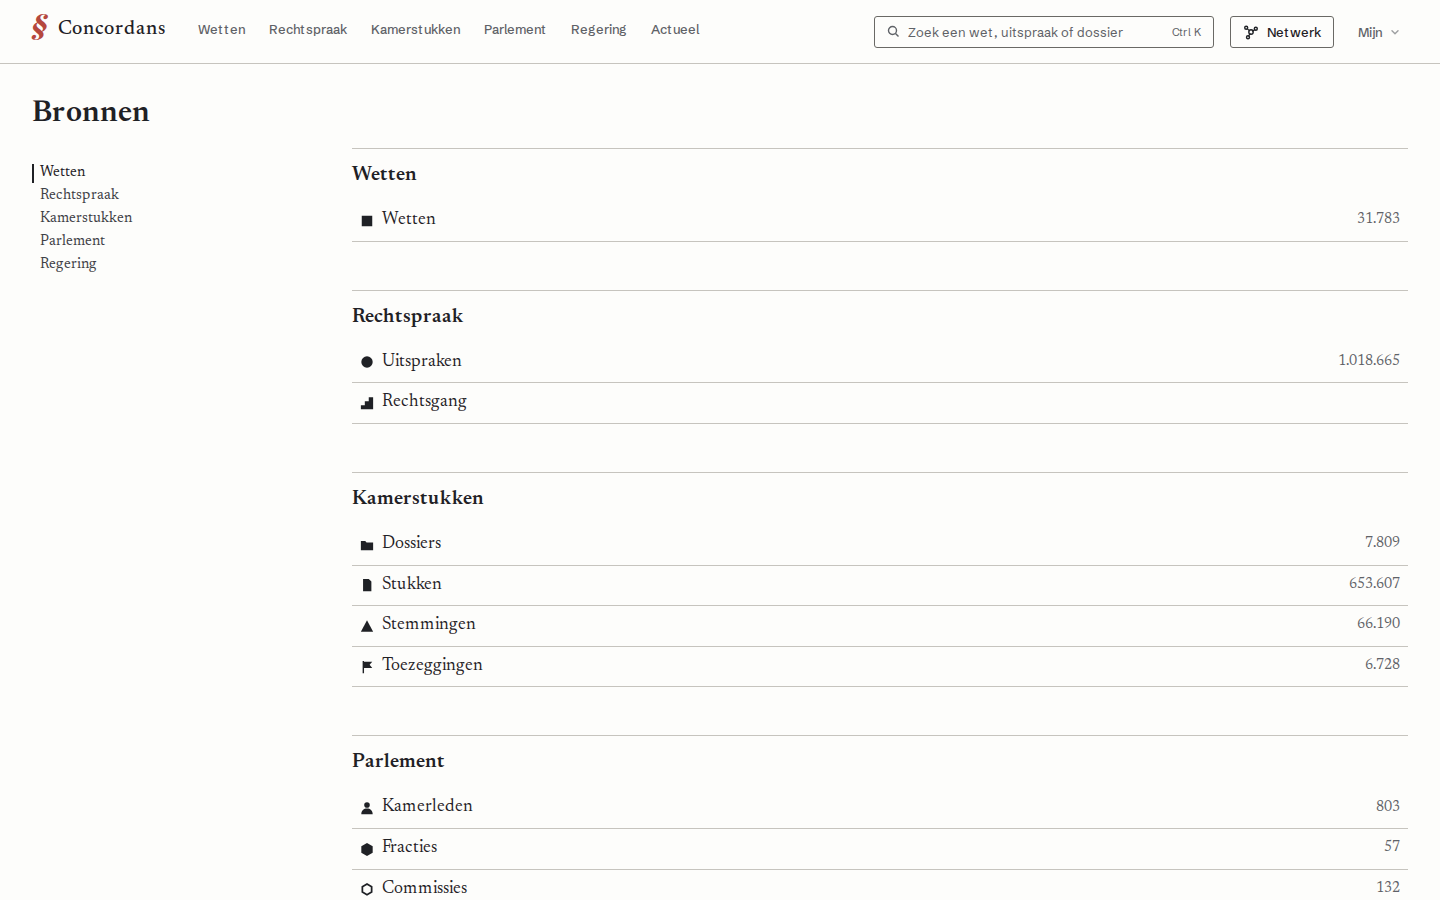 § Concordans Wetten Rechtspraak Kamerstukken Parlement Regering Actueel Zoek een wet, uitspraak of dossier Ctrl K Netwerk Mijn
Bronnen
Wetten
Rechtspraak
Kamerstukken
Parlement
Regering
Wetten
Wetten 31.783
Rechtspraak
Uitspraken 1.018.665
Rechtsgang
Kamerstukken
Dossiers 7.809
Stukken 653.607
Stemmingen 66.190
Toezeggingen 6.728
Parlement
Kamerleden 803
Fracties 57
Commissies 132